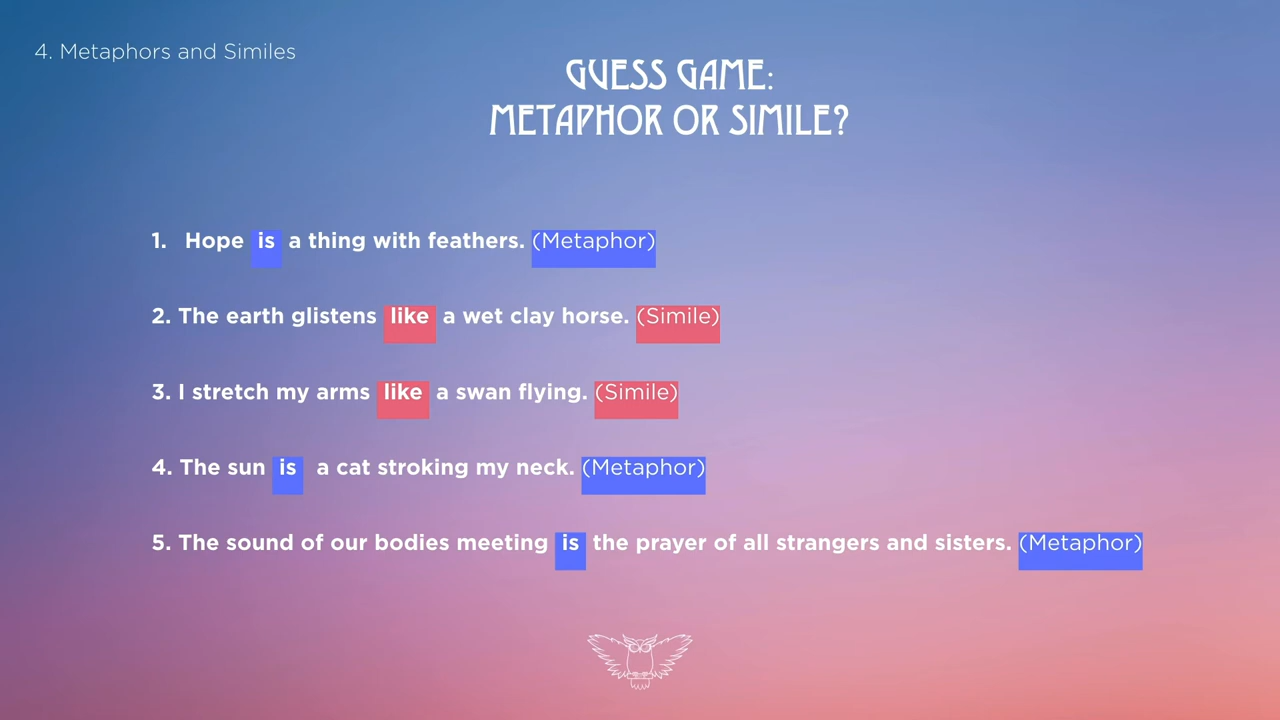 4. Metaphors and Similes
GUESS GAME:
METAPHOR OR SIMILE?
1. Hope is a thing with feathers. (Metaphor)
2. The earth glistens like a wet clay horse. (Simile)
3. I stretch my arms like a swan flying. (Simile)
4. The sun is a cat stroking my neck. (Metaphor)
5. The sound of our bodies meeting is the prayer of all strangers and sisters. (Metaphor)